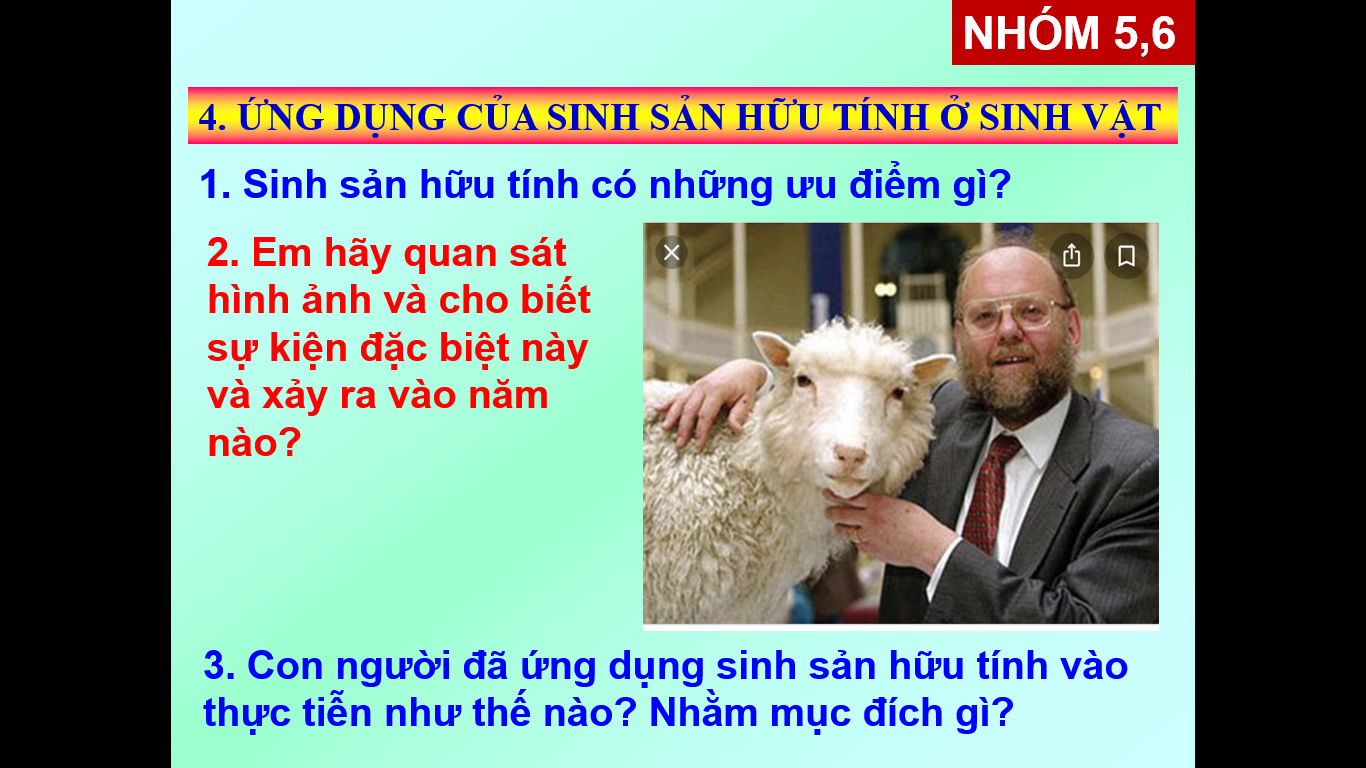 NHÓM 5,6
4. ỨNG DỤNG CỦA SINH SẢN HỮU TÍNH Ở SINH VẬT
1. Sinh sản hữu tính có những ưu điểm gì?
2. Em hãy quan sát
hình ảnh và cho biết
sự kiện đặc biệt này
và xảy ra vào năm
nào?
3. Con người đã ứng dụng sinh sản hữu tính vào
thực tiễn như thế nào? Nhằm mục đích gì?